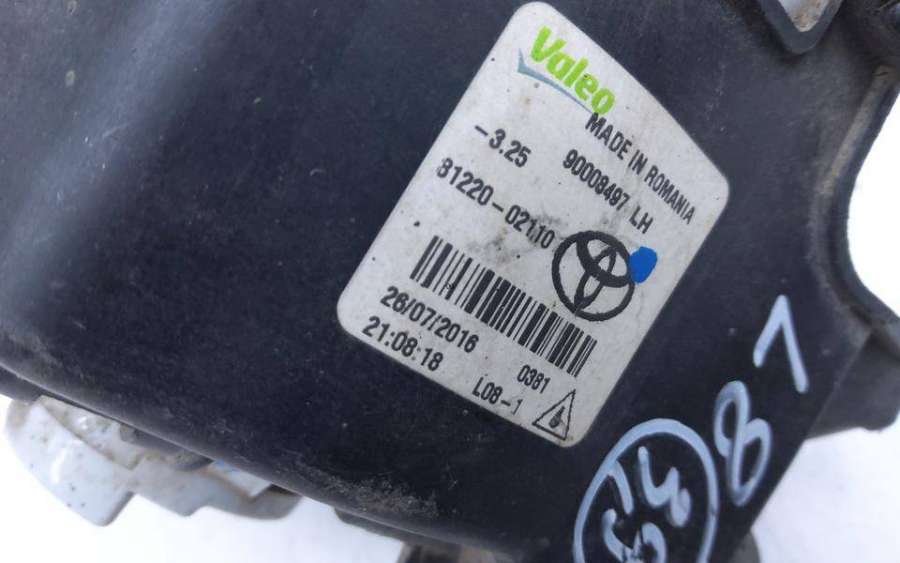 Valeo
MADE IN ROMANIA
-3.25 90008497 LH
81220-02110
26/07/2016 0381
21:08:18 L08-1
87